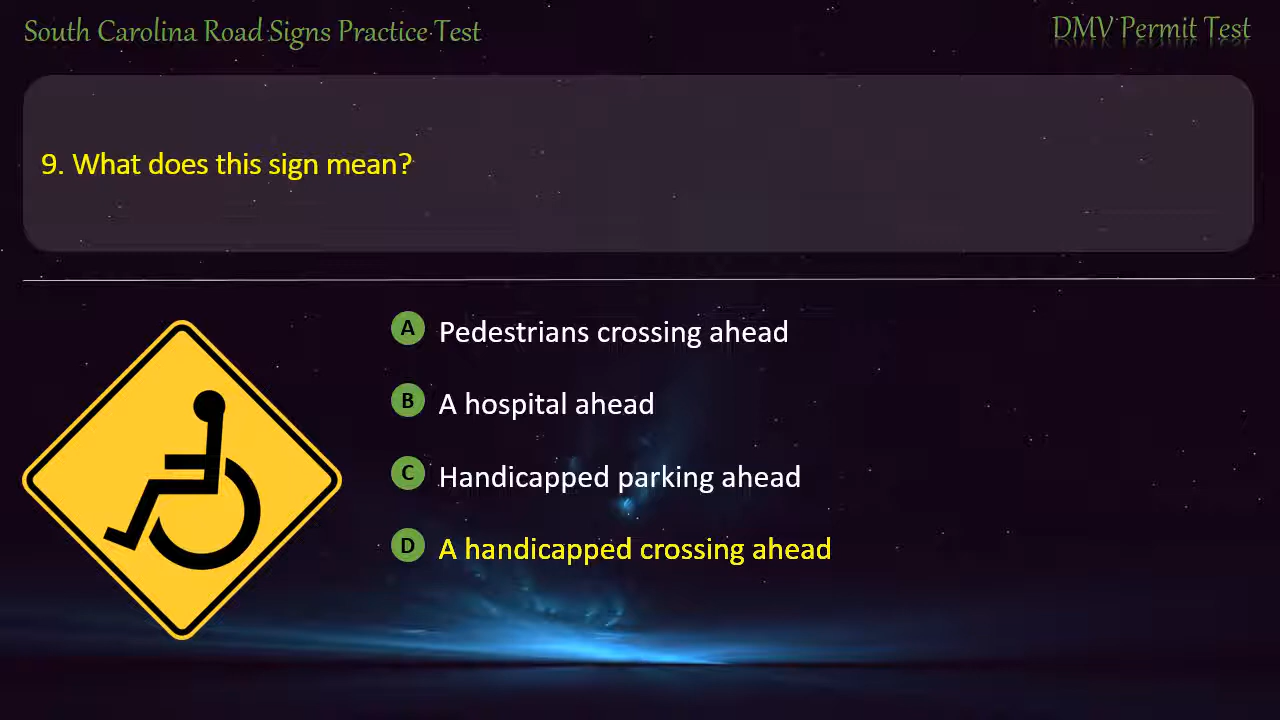 South Carolina Road Signs Practice Test
DMV Permit Test
9. What does this sign mean?
A Pedestrians crossing ahead
B A hospital ahead
C Handicapped parking ahead
D A handicapped crossing ahead